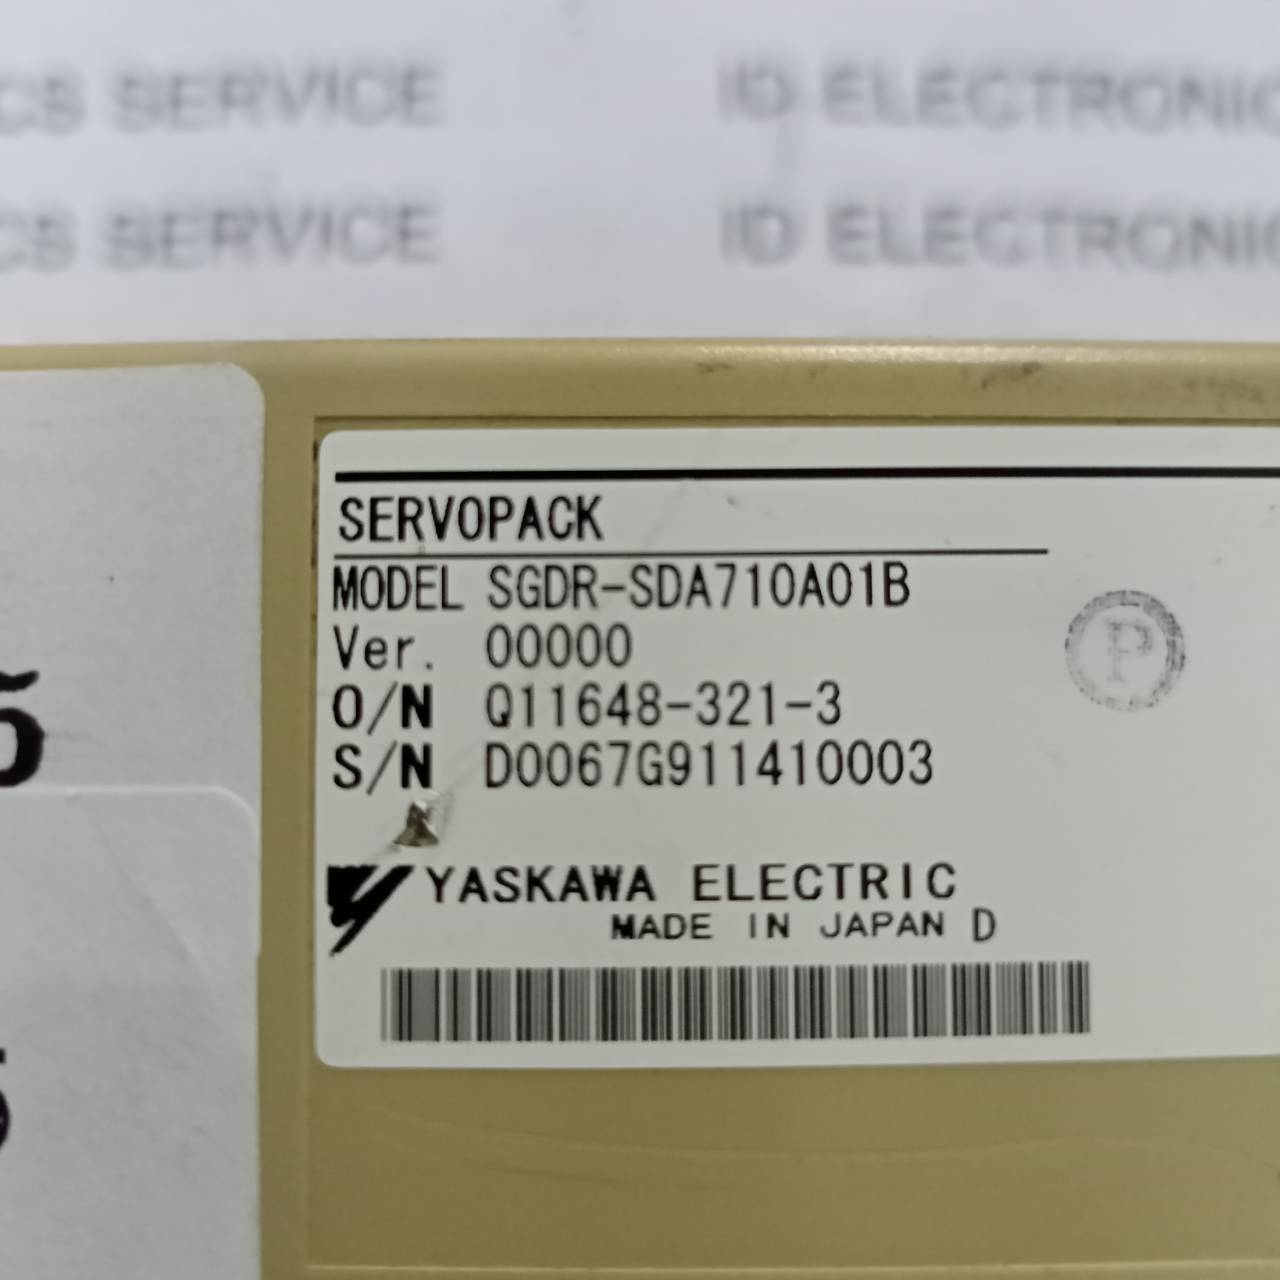 CS SERVICE ID ELECTRONIC
CS SERVICE ID ELECTRONIC
SERVOPACK
MODEL SGDR-SDA710A01B
Ver. 00000
O/N Q11648-321-3
S/N D0067G911410003
P
YASKAWA ELECTRIC
MADE IN JAPAN D